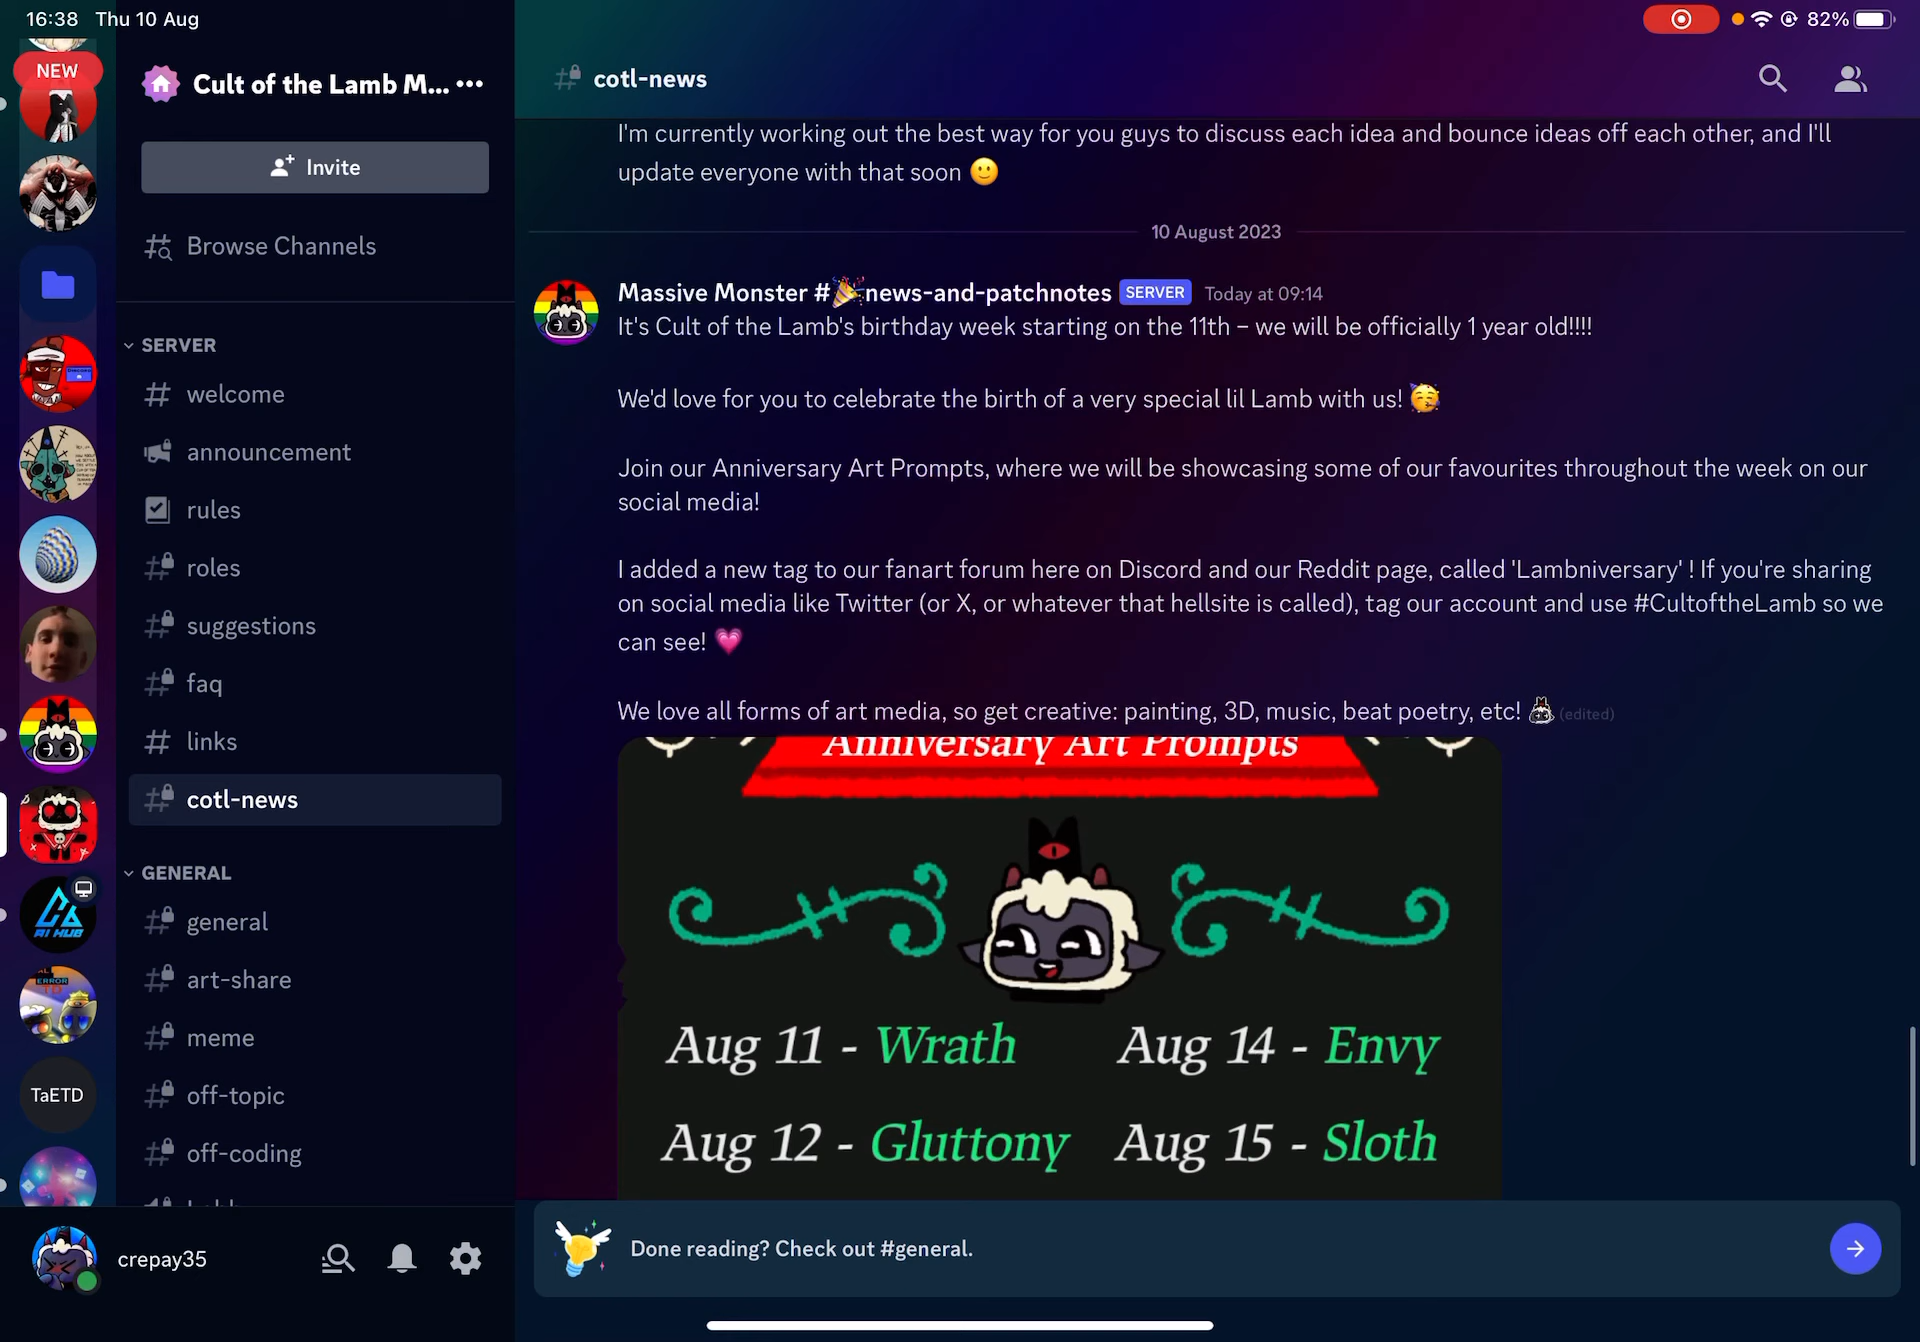 16:38 Thu 10 Aug
82%
NEW
Cult of the Lamb M...
Invite
Browse Channels
SERVER
welcome
announcement
rules
roles
suggestions
faq
links
cotl-news
GENERAL
general
art-share
meme
off-topic
off-coding
AI HUB
ERROR
TaETD
crepay35
cotl-news
I'm currently working out the best way for you guys to discuss each idea and bounce ideas off each other, and I'll
update everyone with that soon 🙂
10 August 2023
Massive Monster #🎉news-and-patchnotes SERVER Today at 09:14
It's Cult of the Lamb's birthday week starting on the 11th – we will be officially 1 year old!!!!
We'd love for you to celebrate the birth of a very special lil Lamb with us! 🥳
Join our Anniversary Art Prompts, where we will be showcasing some of our favourites throughout the week on our
social media!
I added a new tag to our fanart forum here on Discord and our Reddit page, called 'Lambniversary' ! If you're sharing
on social media like Twitter (or X, or whatever that hellsite is called), tag our account and use #CultoftheLamb so we
can see! 💗
We love all forms of art media, so get creative: painting, 3D, music, beat poetry, etc! (edited)
Anniversary Art Prompts
Aug 11 - Wrath Aug 14 - Envy
Aug 12 - Gluttony Aug 15 - Sloth
Done reading? Check out #general.